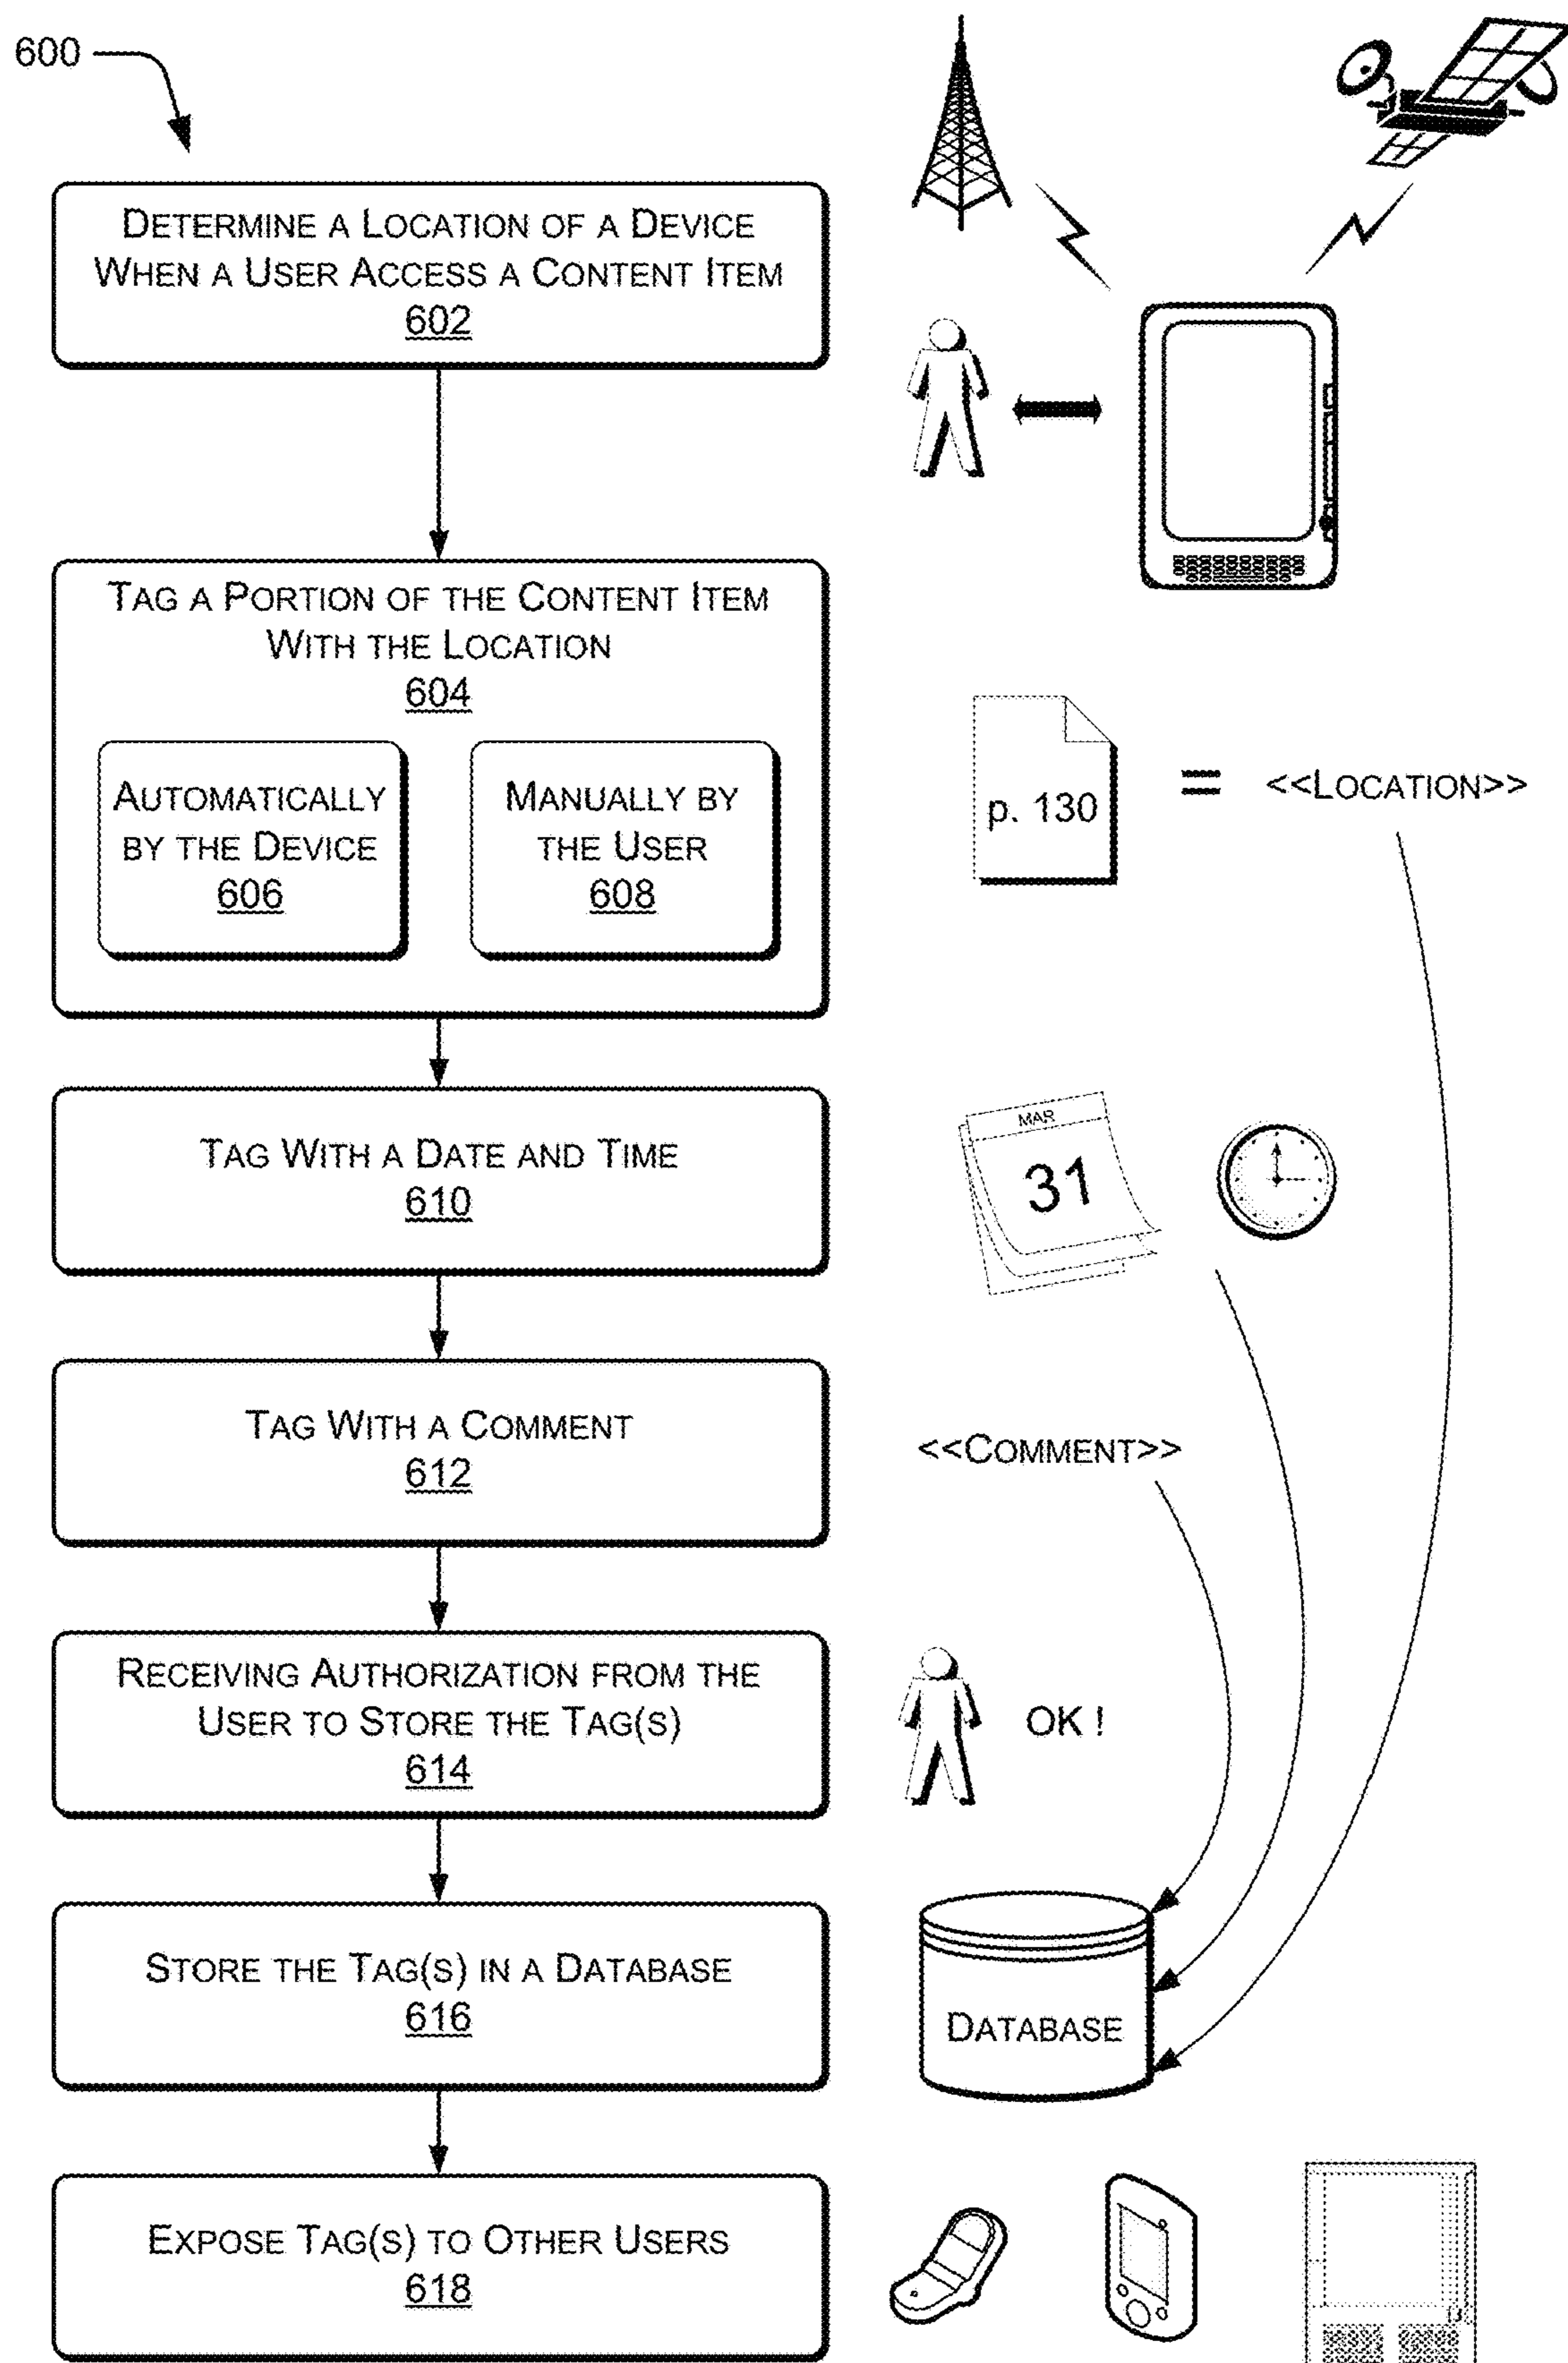 600
DETERMINE A LOCATION OF A DEVICE
WHEN A USER ACCESS A CONTENT ITEM
602
TAG A PORTION OF THE CONTENT ITEM
WITH THE LOCATION
604
AUTOMATICALLY
BY THE DEVICE
606
MANUALLY BY
THE USER
608
p. 130
=
<<LOCATION>>
TAG WITH A DATE AND TIME
610
MAR
31
TAG WITH A COMMENT
612
<<COMMENT>>
RECEIVING AUTHORIZATION FROM THE
USER TO STORE THE TAG(S)
614
OK !
STORE THE TAG(S) IN A DATABASE
616
DATABASE
EXPOSE TAG(S) TO OTHER USERS
618